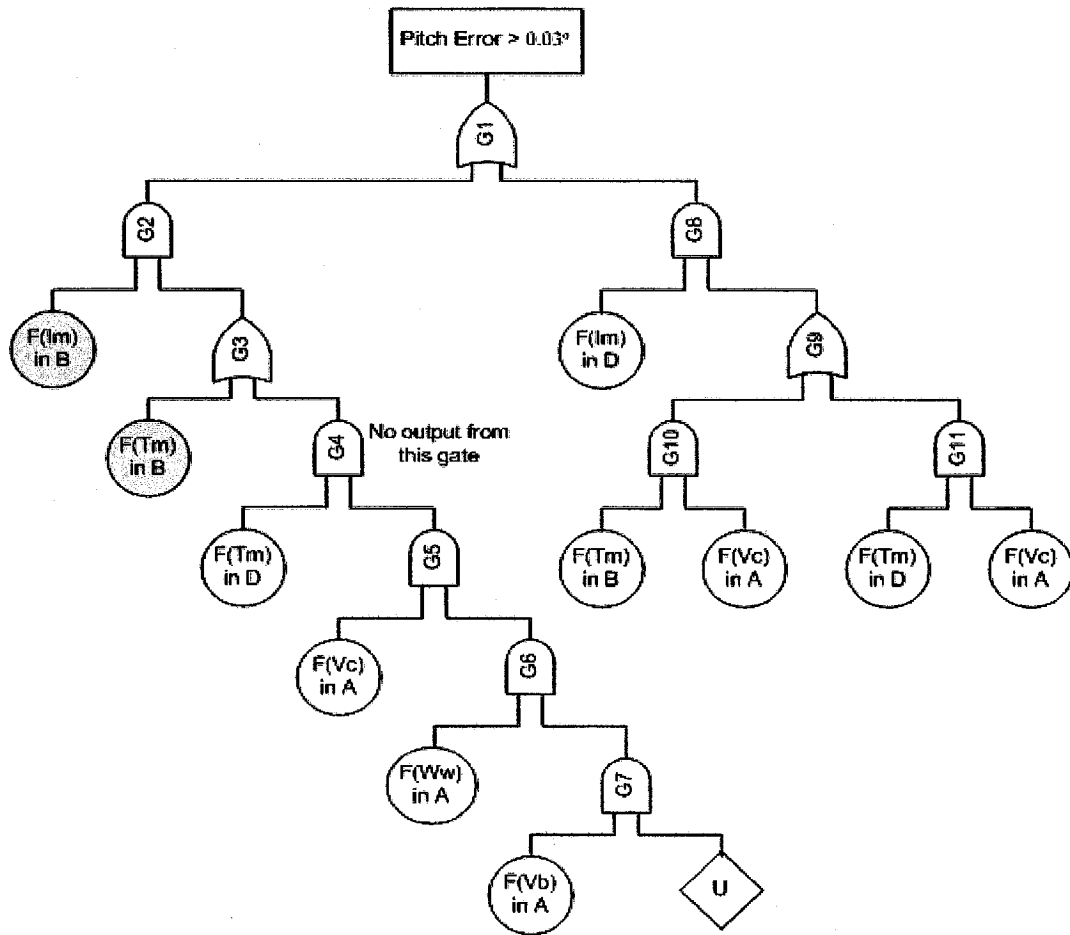 Pitch Error > 0.03°
G1
G2
G8
F(Im)
in B
G3
F(Im)
in D
G9
F(Tm)
in B
G4
No output from
this gate
G10
G11
F(Tm)
in D
G5
F(Tm)
in B
F(Vc)
in A
F(Tm)
in D
F(Vc)
in A
F(Vc)
in A
G6
F(Ww)
in A
G7
F(Vb)
in A
U